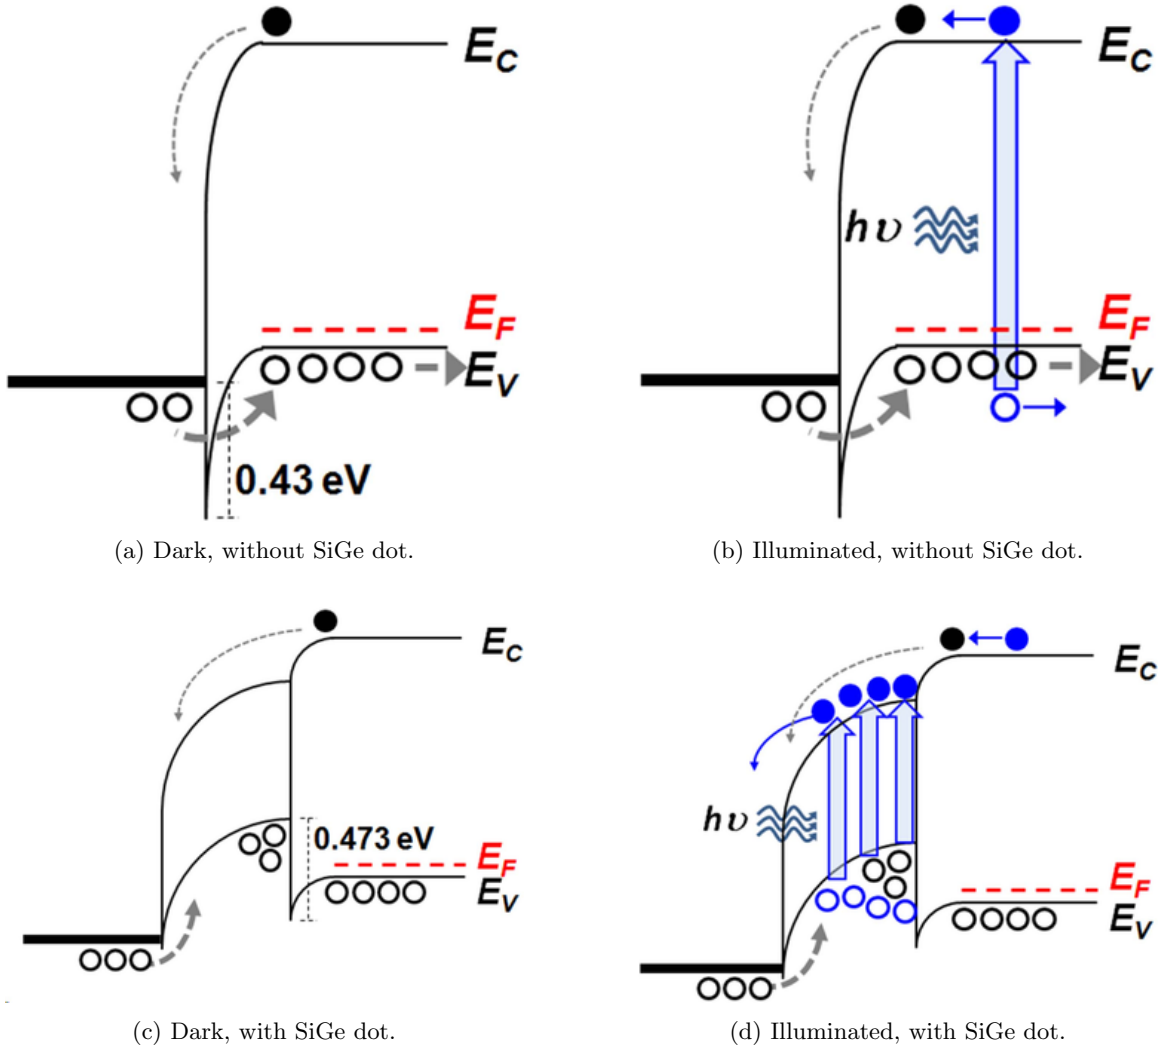 E_C
E_F
E_V
0.43 eV
(a) Dark, without SiGe dot.
E_C
hυ
E_F
E_V
(b) Illuminated, without SiGe dot.
E_C
0.473 eV
E_F
E_V
(c) Dark, with SiGe dot.
E_C
hυ
E_F
E_V
(d) Illuminated, with SiGe dot.